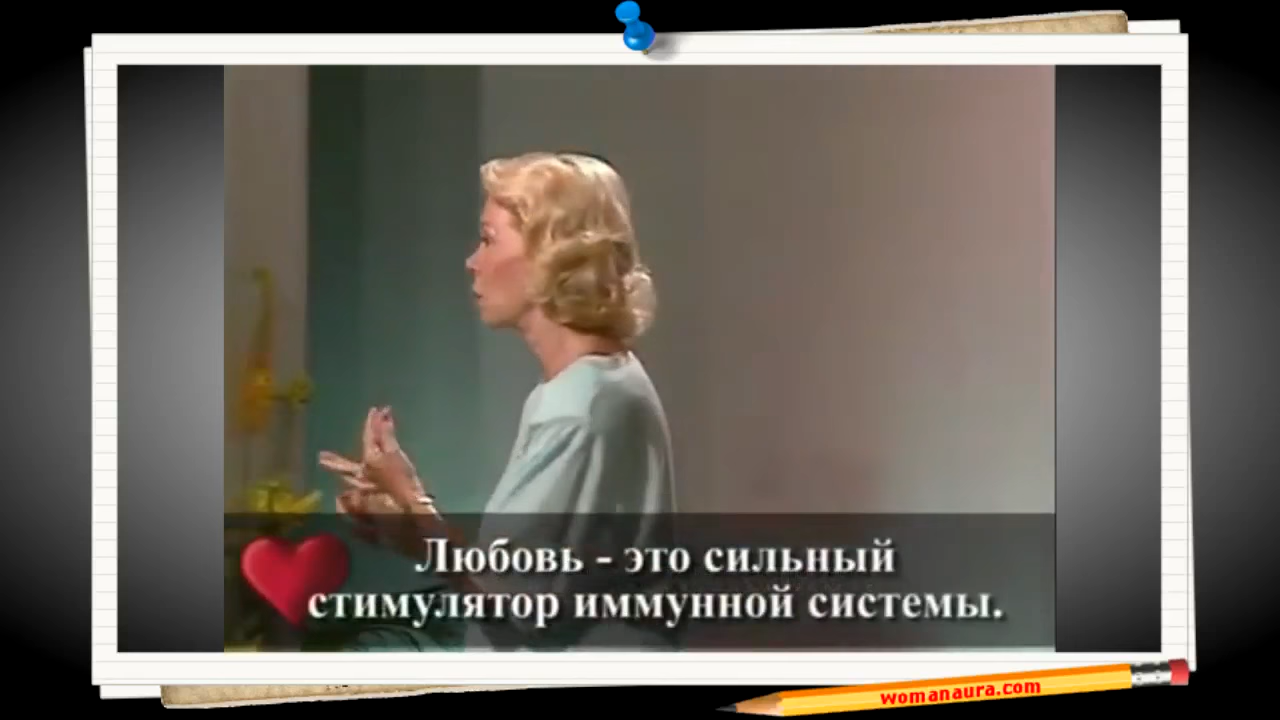 Любовь - это сильный
стимулятор иммунной системы.
womanaura.com